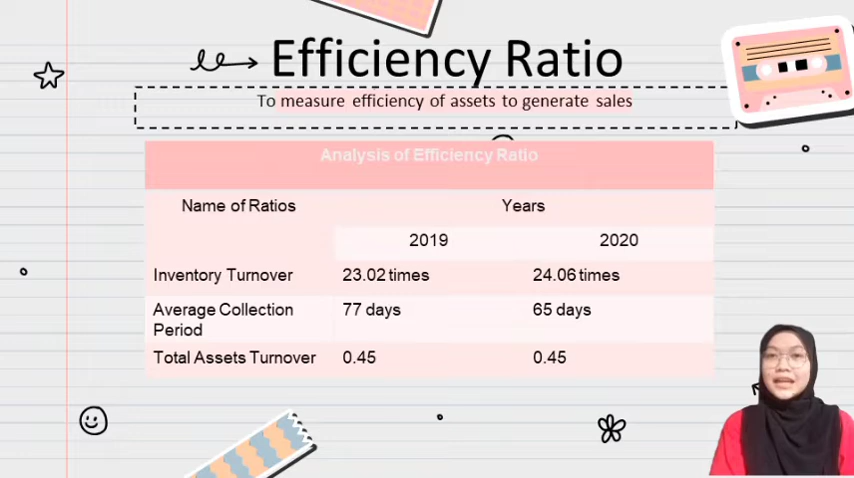 Efficiency Ratio
To measure efficiency of assets to generate sales
Analysis of Efficiency Ratio
Name of Ratios Years
2019 2020
Inventory Turnover 23.02 times 24.06 times
Average Collection 77 days 65 days
Period
Total Assets Turnover 0.45 0.45